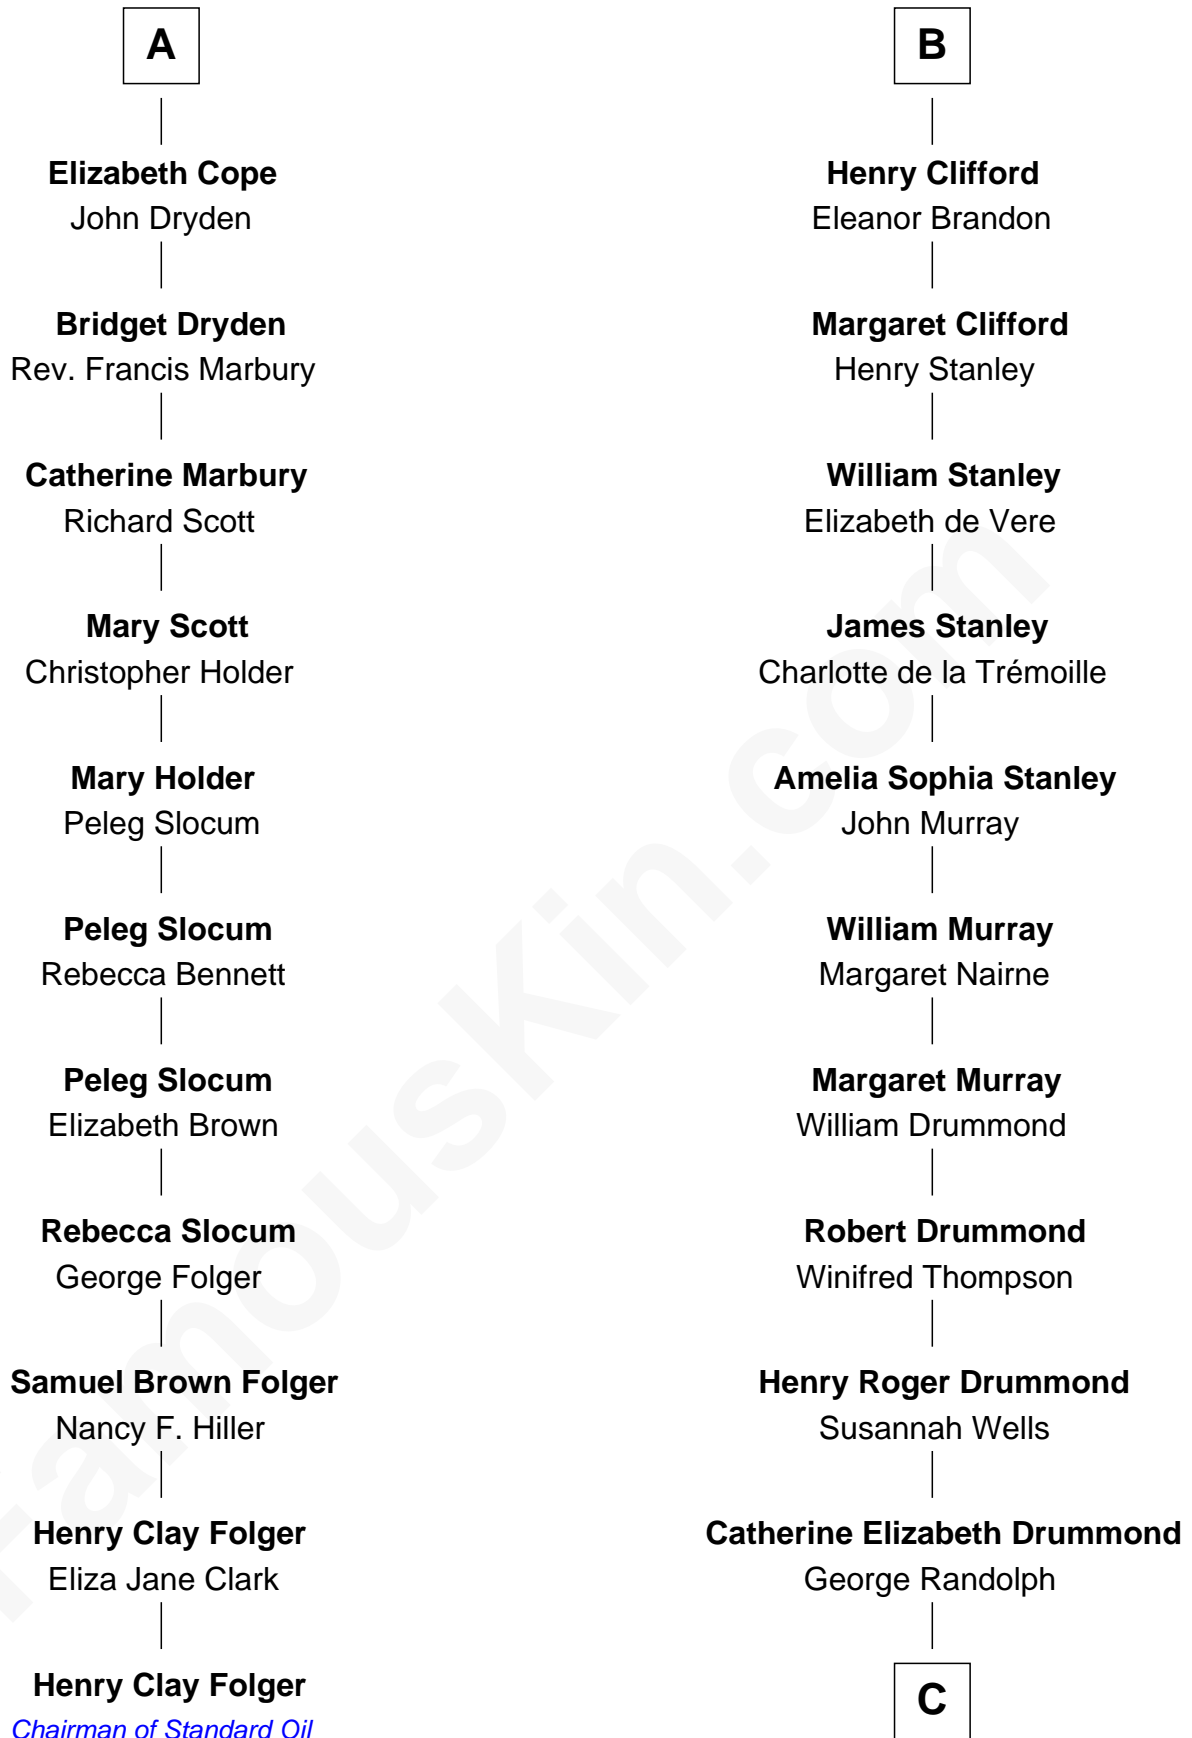 A
Elizabeth Cope
John Dryden
Bridget Dryden
Rev. Francis Marbury
Catherine Marbury
Richard Scott
Mary Scott
Christopher Holder
Mary Holder
Peleg Slocum
Peleg Slocum
Rebecca Bennett
Peleg Slocum
Elizabeth Brown
Rebecca Slocum
George Folger
Samuel Brown Folger
Nancy F. Hiller
Henry Clay Folger
Eliza Jane Clark
Henry Clay Folger
Chairman of Standard Oil
B
Henry Clifford
Eleanor Brandon
Margaret Clifford
Henry Stanley
William Stanley
Elizabeth de Vere
James Stanley
Charlotte de la Trémoille
Amelia Sophia Stanley
John Murray
William Murray
Margaret Nairne
Margaret Murray
William Drummond
Robert Drummond
Winifred Thompson
Henry Roger Drummond
Susannah Wells
Catherine Elizabeth Drummond
George Randolph
C
FamousKin.com